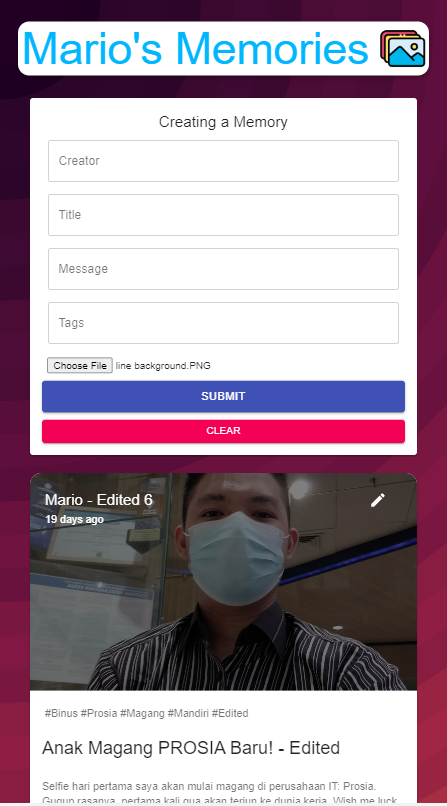 Mario's Memories
Creating a Memory
Creator
Title
Message
Tags
Choose File line background.PNG
SUBMIT
CLEAR
Mario - Edited 6
19 days ago
#Binus #Prosia #Magang #Mandiri #Edited
Anak Magang PROSIA Baru! - Edited
Selfie hari pertama saya akan mulai magang di perusahaan IT: Prosia.
Gugup rasanya, pertama kali gua akan terjun ke dunia kerja. Wish me luck